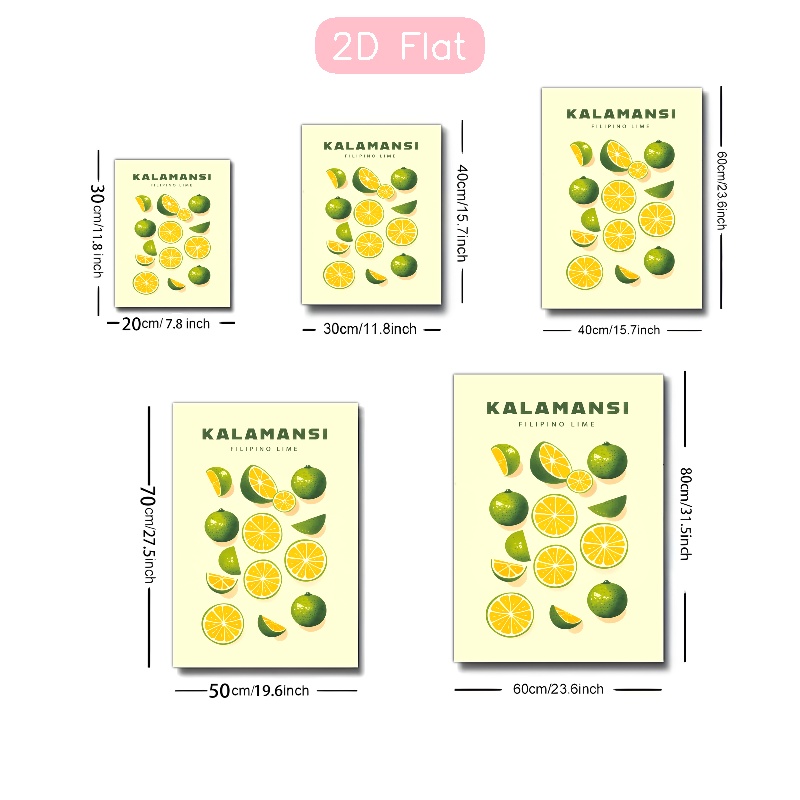 2D Flat
KALAMANSI
FILIPINO LIME
30cm/11.8 inch
20cm/7.8 inch
KALAMANSI
FILIPINO LIME
40cm/15.7inch
30cm/11.8inch
KALAMANSI
FILIPINO LIME
60cm/23.6inch
40cm/15.7inch
KALAMANSI
FILIPINO LIME
70cm/27.5inch
50cm/19.6inch
KALAMANSI
FILIPINO LIME
80cm/31.5inch
60cm/23.6inch